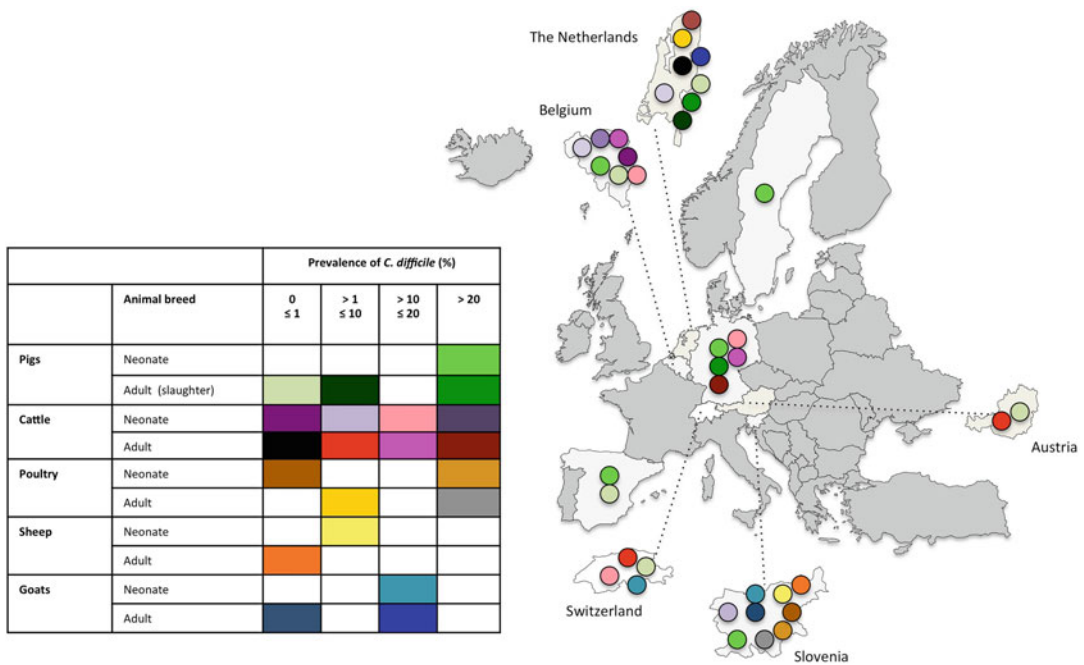 The Netherlands
Belgium
Prevalence of C. difficile (%)
Animal breed
0
≤ 1
> 1
≤ 10
> 10
≤ 20
> 20
Pigs
Neonate
Adult (slaughter)
Cattle
Neonate
Adult
Poultry
Neonate
Adult
Sheep
Neonate
Adult
Goats
Neonate
Adult
Austria
Switzerland
Slovenia